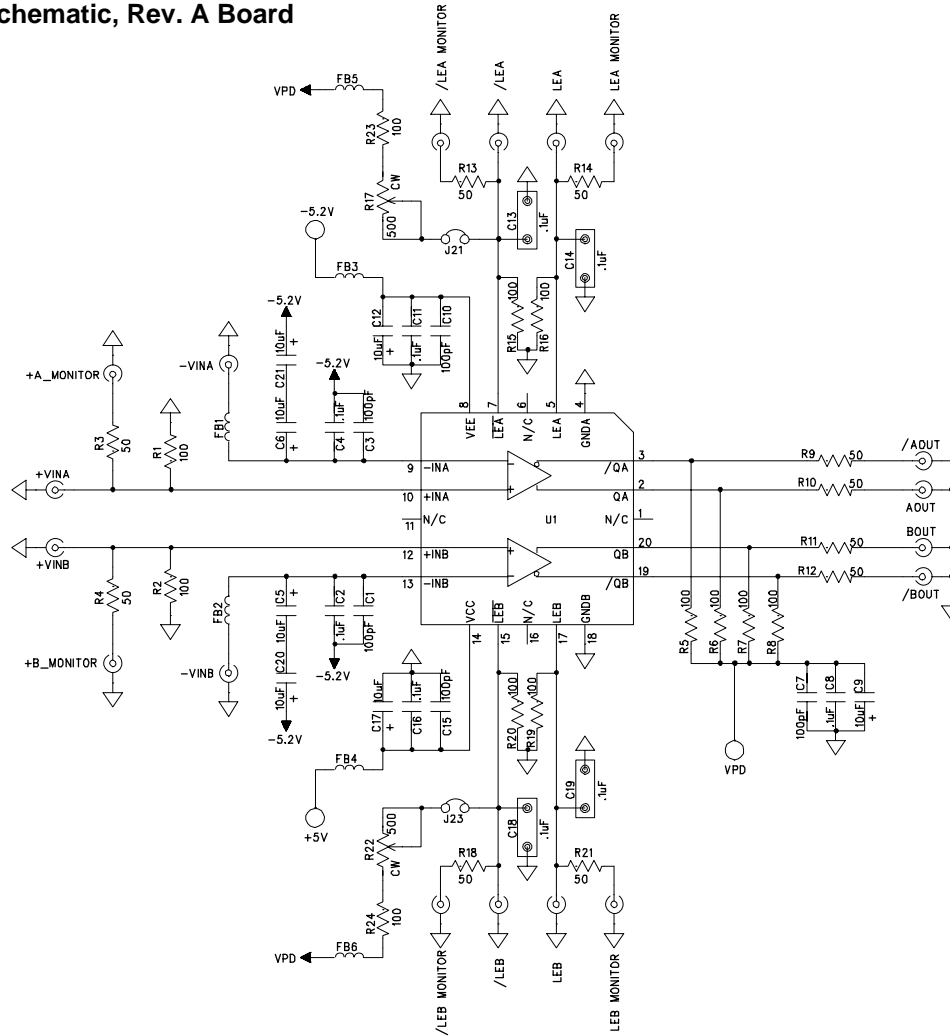 chematic, Rev. A Board
/LEA MONITOR
/LEA
LEA
LEA MONITOR
FB5
VPD
R23
100
R13
50
R14
50
CW
R17
500
C13
.1uF
-5.2V
J21
C14
.1uF
FB3
-5.2V
10uF
C21
C12
10uF
+
C11
.1uF
C10
100pF
100
R15
100
R16
-VINA
+A_MONITOR
-5.2V
10uF
C6
+
.1uF
C4
100pF
C3
FB1
R3
50
R1
100
8
7
6
5
4
VEE
LEA
N/C
LEA
GNDA
+VINA
9
-INA
10
+INA
11
N/C
12
+INB
13
-INB
U1
/QA
3
QA
2
N/C
1
QB
20
/QB
19
R9
50
R10
50
R11
50
R12
50
/AOUT
AOUT
BOUT
/BOUT
+VINB
R4
50
R2
100
FB2
C5
+
10uF
C2
.1uF
C1
100pF
VCC
LEB
N/C
LEB
GNDB
14
15
16
17
18
+B_MONITOR
-VINB
C20
10uF
+
-5.2V
-5.2V
10uF
C17
+
.1uF
C16
100pF
C15
100
R20
100
R19
100
R5
100
R6
100
R7
100
R8
C7
100pF
C8
.1uF
C9
10uF
+
VPD
FB4
+5V
J23
C19
.1uF
C18
.1uF
500
R22
CW
R18
50
R21
50
R24
100
VPD
FB6
/LEB MONITOR
/LEB
LEB
LEB MONITOR